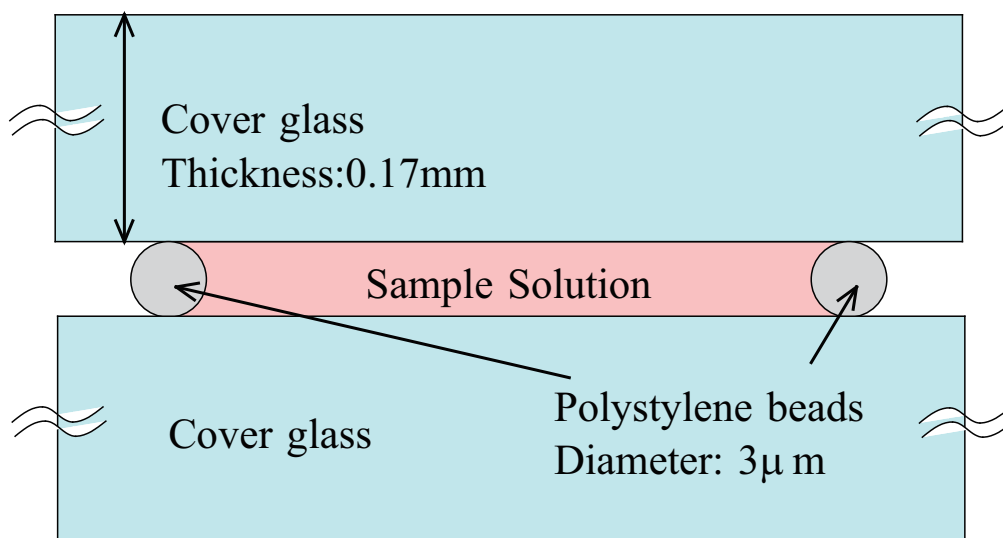 Cover glass
Thickness:0.17mm
Sample Solution
Cover glass
Polystylene beads
Diameter: 3μ m